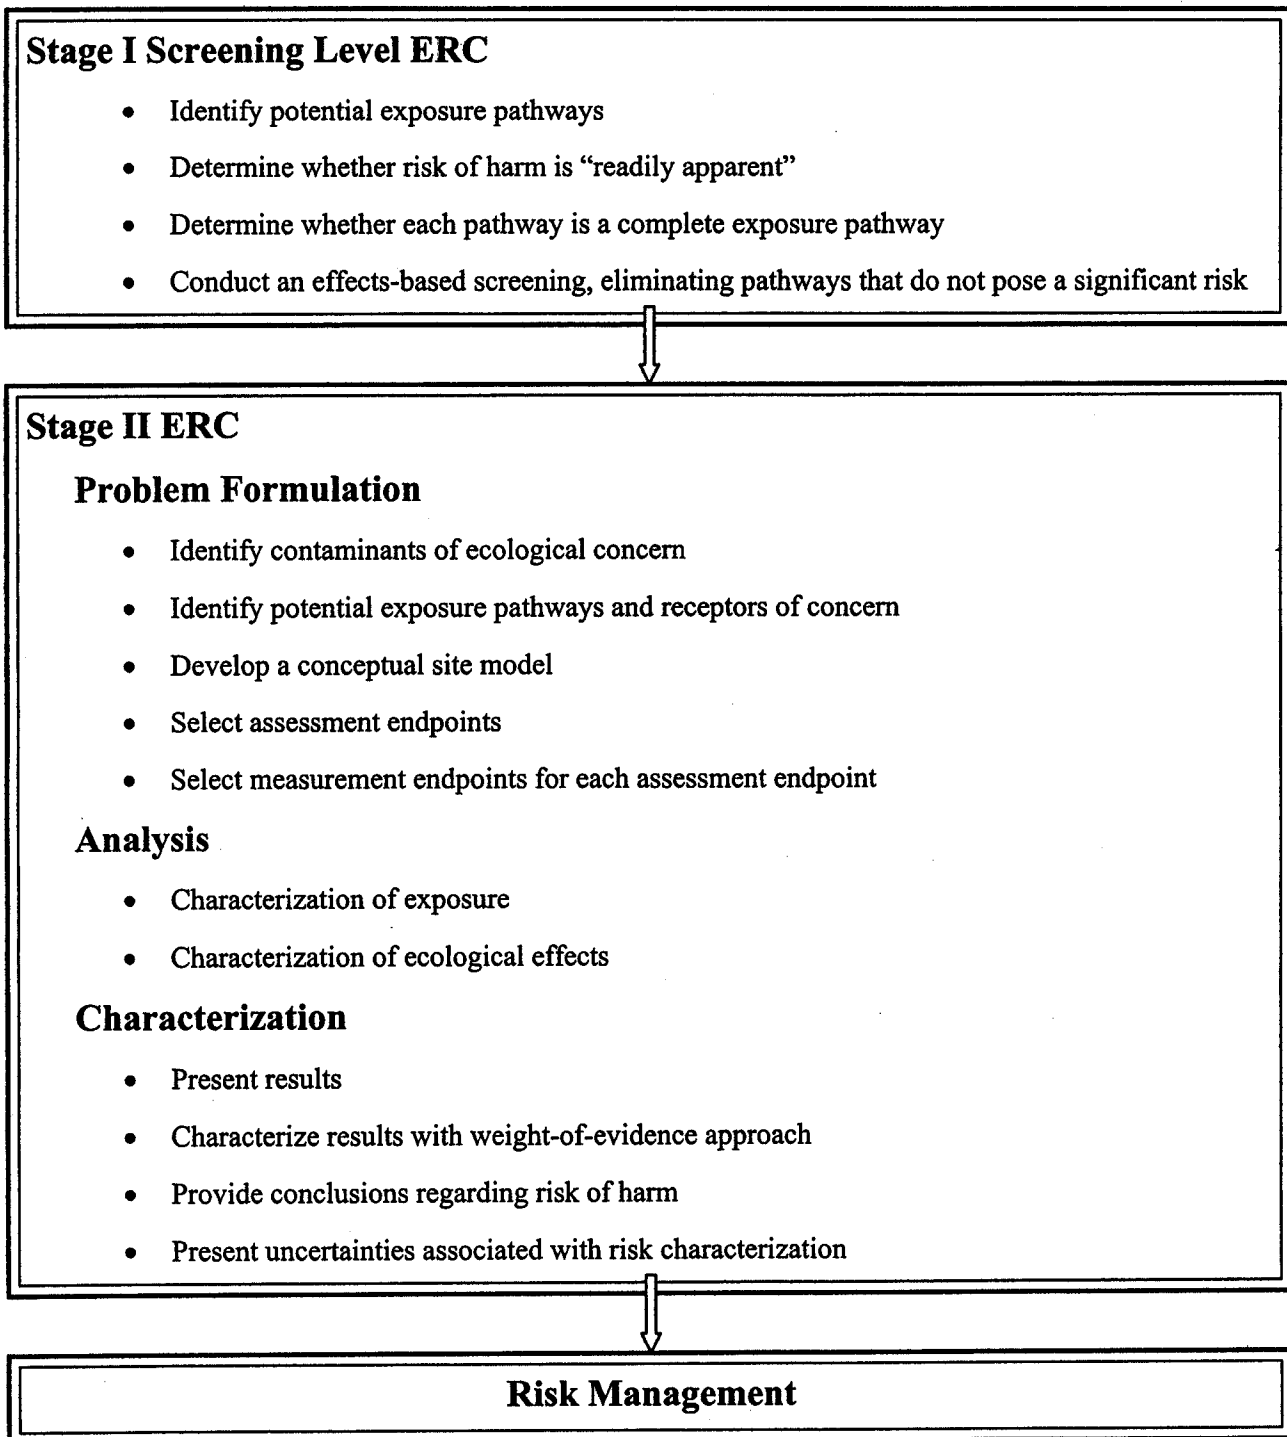 Stage I Screening Level ERC
• Identify potential exposure pathways
• Determine whether risk of harm is “readily apparent”
• Determine whether each pathway is a complete exposure pathway
• Conduct an effects-based screening, eliminating pathways that do not pose a significant risk
Stage II ERC
Problem Formulation
• Identify contaminants of ecological concern
• Identify potential exposure pathways and receptors of concern
• Develop a conceptual site model
• Select assessment endpoints
• Select measurement endpoints for each assessment endpoint
Analysis
• Characterization of exposure
• Characterization of ecological effects
Characterization
• Present results
• Characterize results with weight-of-evidence approach
• Provide conclusions regarding risk of harm
• Present uncertainties associated with risk characterization
Risk Management